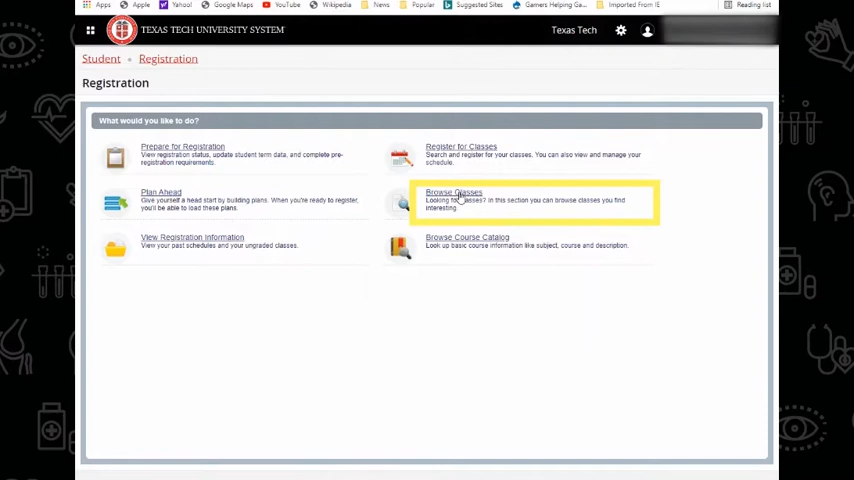 Apps Apple Yahoo! Google Maps YouTube Wikipedia News Popular Suggested Sites Gamers Helping Ga... Imported From IE Reading list
TEXAS TECH UNIVERSITY SYSTEM Texas Tech
Student Registration
Registration
What would you like to do?
Prepare for Registration
View registration status, update student term data, and complete pre-
registration requirements.
Register for Classes
Search and register for your classes. You can also view and manage your
schedule.
Plan Ahead
Give yourself a head start by building plans. When you're ready to register,
you'll be able to load these plans.
Browse Classes
Looking for classes? In this section you can browse classes you find
interesting.
View Registration Information
View your past schedules and your ungraded classes.
Browse Course Catalog
Look up basic course information like subject, course and description.